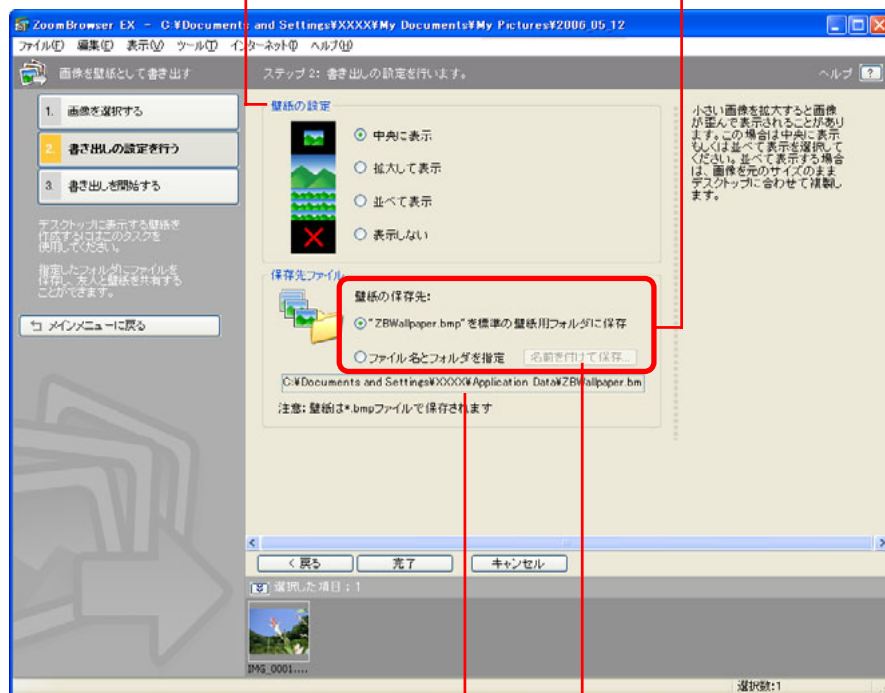 ZoomBrowser EX - C:¥Documents and Settings¥XXXX¥My Documents¥My Pictures¥2006_05_12
ファイル(F) 編集(E) 表示(V) ツール(T) インターネット(I) ヘルプ(H)
画像を壁紙として書き出す
ステップ 2: 書き出しの設定を行います。
ヘルプ ?
1. 画像を選択する
2. 書き出しの設定を行う
3. 書き出しを開始する
デスクトップに表示する壁紙を
作成するにはこのタスクを
使用してください。
指定したフォルダにファイルを
保存し、友人と壁紙を共有する
ことができます。
メインメニューに戻る
壁紙の設定
中央に表示
拡大して表示
並べて表示
表示しない
保存先ファイル
壁紙の保存先:
"ZBWallpaper.bmp"を標準の壁紙用フォルダに保存
ファイル名とフォルダを指定 名前を付けて保存...
C:¥Documents and Settings¥XXXX¥Application Data¥ZBWallpaper.bm
注意: 壁紙は*.bmpファイルで保存されます
小さい画像を拡大すると画像
が歪んで表示されることがあり
ます。この場合は中央に表示
もしくは並べて表示を選択して
ください。並べて表示する場合
は、画像を元のサイズのまま
デスクトップに合わせて複製し
ます。
< 戻る 完了 キャンセル
選択した項目 : 1
IMG_0001....
選択数:1